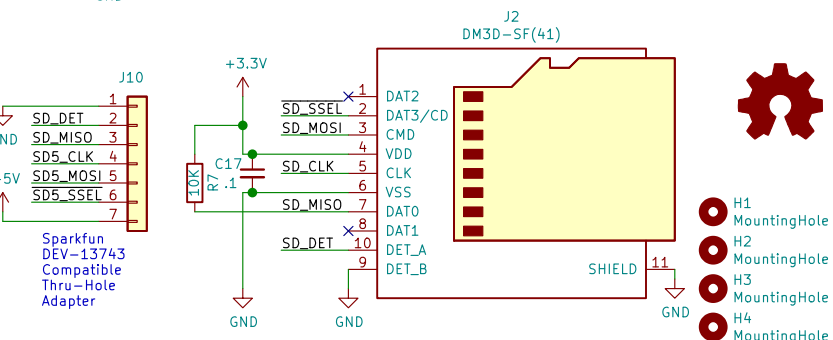 GND
J2
DM3D-SF(41)
+3.3V
J10
1
SD_DET 2
SD_MISO 3
SD5_CLK 4
SD5_MOSI 5
SD5_SSEL 6
7
GND
+5V
Sparkfun
DEV-13743
Compatible
Thru-Hole
Adapter
10K
R7
C17
.1
1 DAT2
SD_SSEL 2 DAT3/CD
SD_MOSI 3 CMD
4 VDD
SD_CLK 5 CLK
6 VSS
SD_MISO 7 DAT0
8 DAT1
SD_DET 10 DET_A
9 DET_B
SHIELD 11
GND
GND
GND
H1
MountingHole
H2
MountingHole
H3
MountingHole
H4
MountingHole